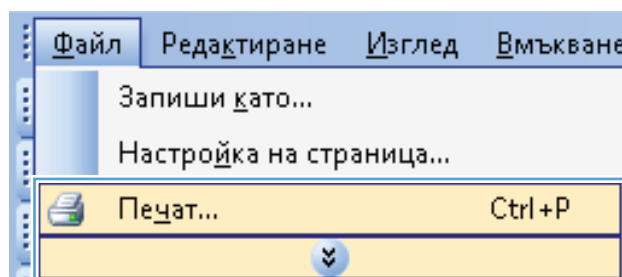 Файл Редактиране Изглед Вмъкване
Запиши като...
Настройка на страница...
Печат... Ctrl+P